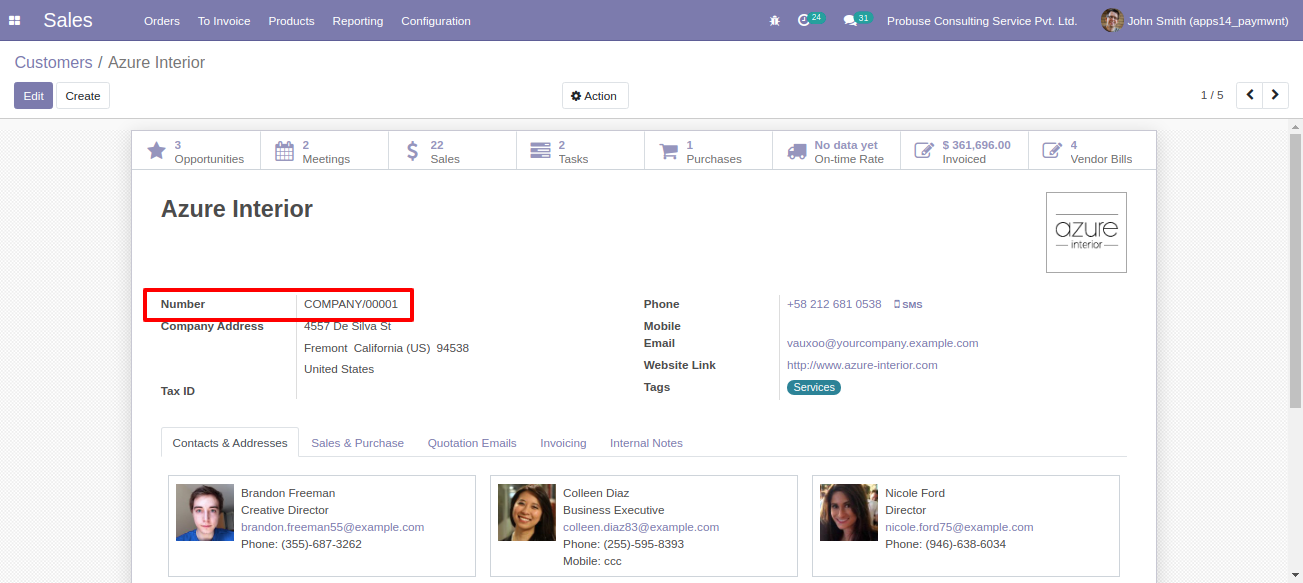 Sales Orders To Invoice Products Reporting Configuration 24 31 Probuse Consulting Service Pvt. Ltd. John Smith (apps14_paymwnt)
Customers / Azure Interior
Edit Create Action 1 / 5
3 Opportunities
2 Meetings
22 Sales
2 Tasks
1 Purchases
No data yet On-time Rate
$ 361,696.00 Invoiced
4 Vendor Bills
Azure Interior
azure
interior
Number COMPANY/00001
Company Address 4557 De Silva St
Fremont California (US) 94538
United States
Tax ID
Phone +58 212 681 0538 SMS
Mobile
Email vauxoo@yourcompany.example.com
Website Link http://www.azure-interior.com
Tags Services
Contacts & Addresses Sales & Purchase Quotation Emails Invoicing Internal Notes
Brandon Freeman
Creative Director
brandon.freeman55@example.com
Phone: (355)-687-3262
Colleen Diaz
Business Executive
colleen.diaz83@example.com
Phone: (255)-595-8393
Mobile: ccc
Nicole Ford
Director
nicole.ford75@example.com
Phone: (946)-638-6034